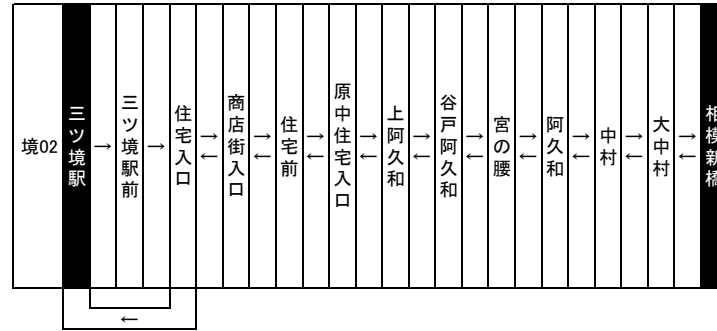 境02
三ツ境駅
→
三ツ境駅前
→
住宅入口
→
←
商店街入口
→
←
住宅前
→
←
原中住宅入口
→
←
上阿久和
→
←
谷戸阿久和
→
←
宮の腰
→
←
阿久和
→
←
中村
→
←
大中村
→
←
相模新橋
←